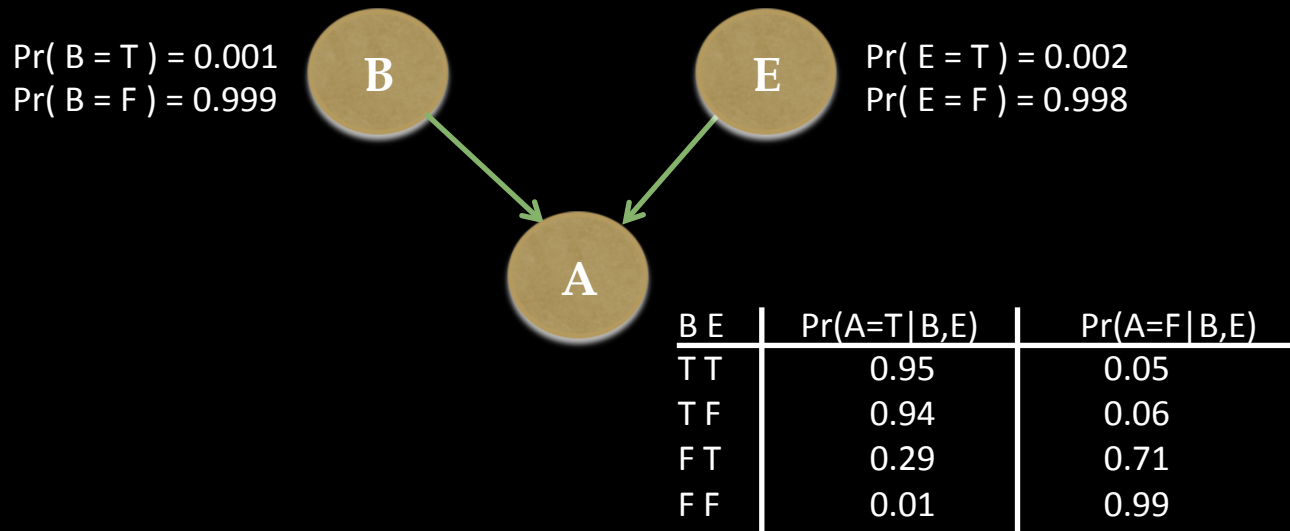 Pr( B = T ) = 0.001
Pr( B = F ) = 0.999
B
E
Pr( E = T ) = 0.002
Pr( E = F ) = 0.998
A
B E Pr(A=T|B,E) Pr(A=F|B,E)
T T 0.95 0.05
T F 0.94 0.06
F T 0.29 0.71
F F 0.01 0.99